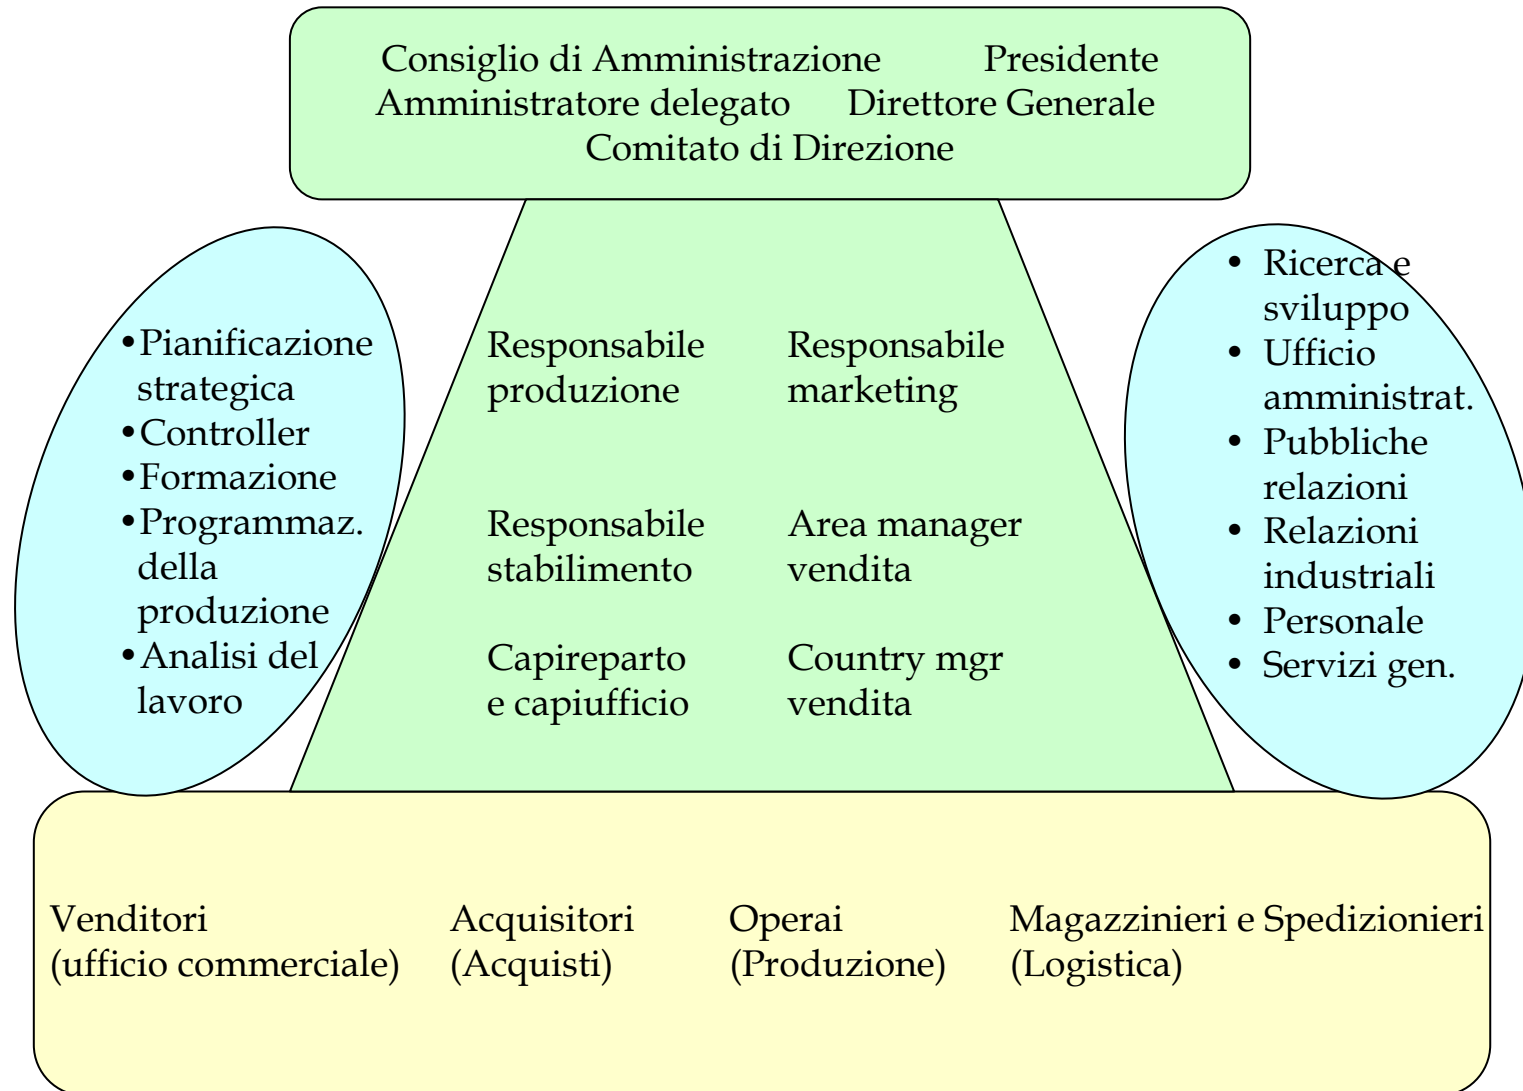 Consiglio di Amministrazione Presidente
Amministratore delegato Direttore Generale
Comitato di Direzione
•Pianificazione
strategica
•Controller
•Formazione
•Programmaz.
della
produzione
•Analisi del
lavoro
Responsabile
produzione
Responsabile
marketing
Responsabile
stabilimento
Area manager
vendita
Capireparto
e capiufficio
Country mgr
vendita
• Ricerca e
sviluppo
• Ufficio
amministrat.
• Pubbliche
relazioni
• Relazioni
industriali
• Personale
• Servizi gen.
Venditori
(ufficio commerciale)
Acquisitori
(Acquisti)
Operai
(Produzione)
Magazzinieri e Spedizionieri
(Logistica)